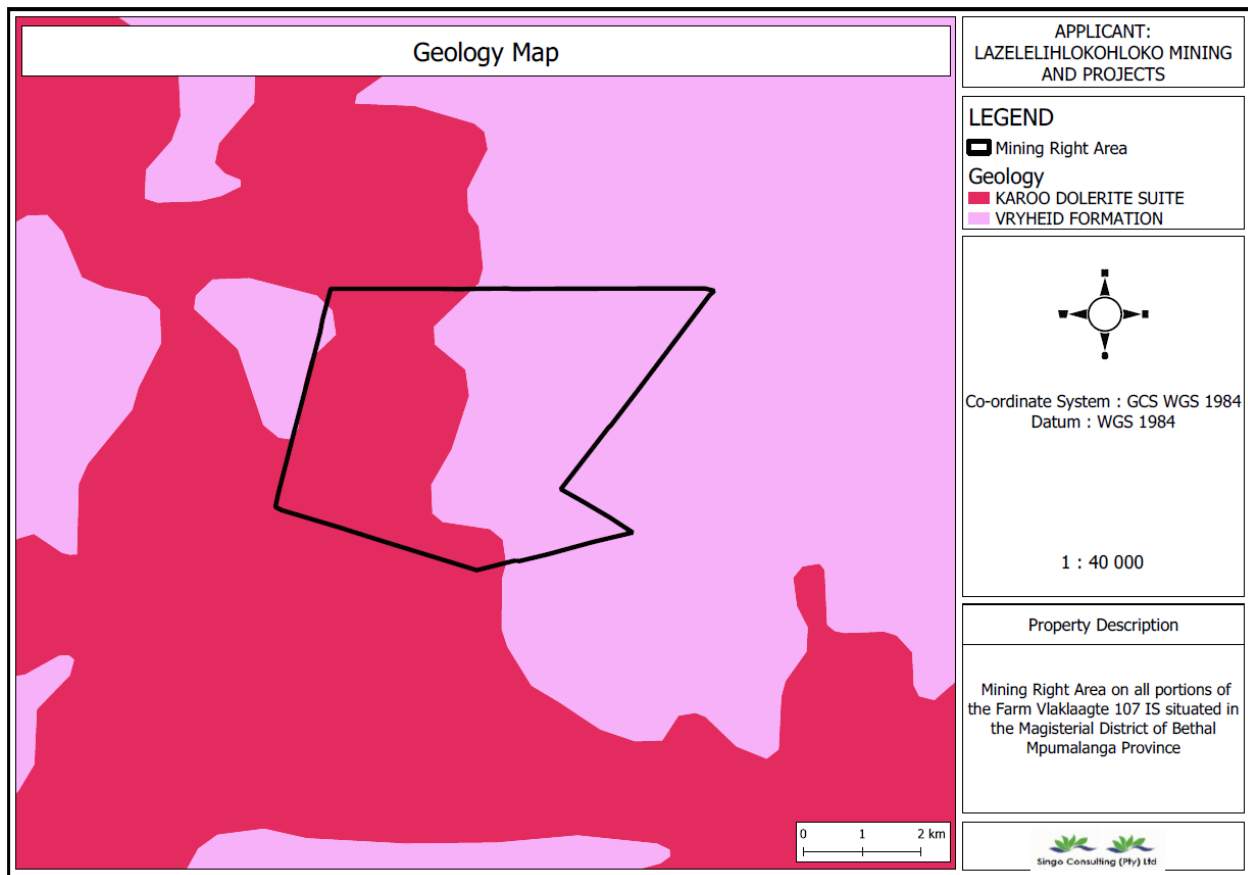 Geology Map
APPLICANT:
LAZELELIHLOKOHLOKO MINING
AND PROJECTS
LEGEND
Mining Right Area
Geology
KAROO DOLERITE SUITE
VRYHEID FORMATION
Co-ordinate System : GCS WGS 1984
Datum : WGS 1984
1 : 40 000
Property Description
Mining Right Area on all portions of
the Farm Vlaklaagte 107 IS situated in
the Magisterial District of Bethal
Mpumalanga Province
0 1 2 km
Singo Consulting (Pty) Ltd